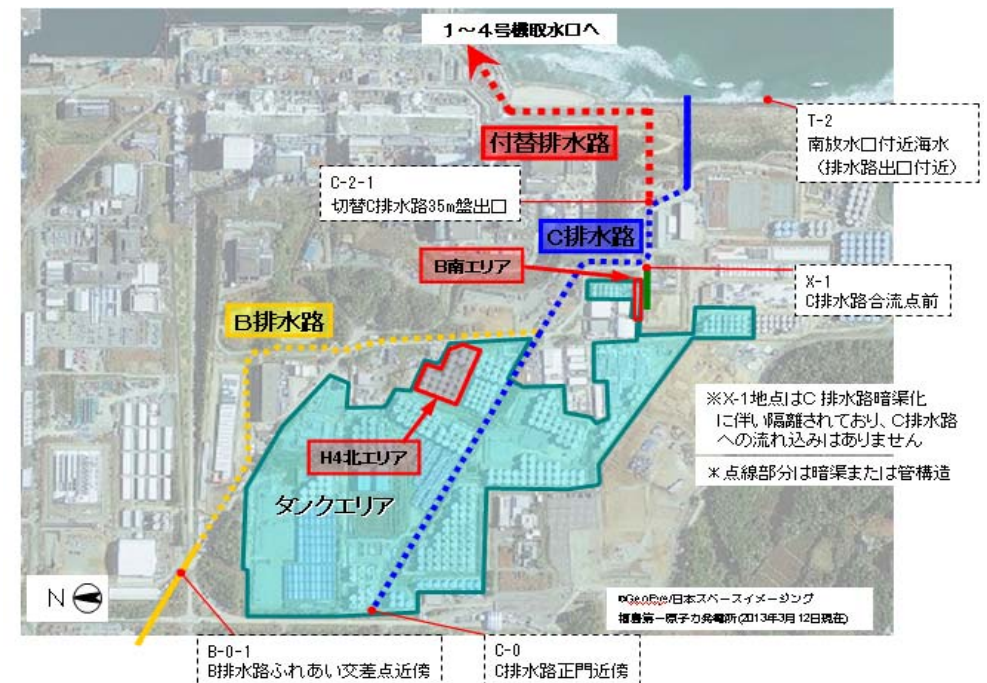 1～4号機取水口へ
付替排水路
T-2
南放水口付近海水
（排水路出口付近）
C-2-1
切替C排水路35m盤出口
C排水路
B南エリア
X-1
C排水路合流点前
B排水路
※X-1地点はC排水路暗渠化
に伴い隔離されており、C排水路
への流れ込みはありません
H4北エリア
＊点線部分は暗渠または管構造
タンクエリア
N
©GeoEye/日本スペースイメージング
福島第一原子力発電所(2013年3月12日現在)
B-0-1
B排水路ふれあい交差点近傍
C-0
C排水路正門近傍